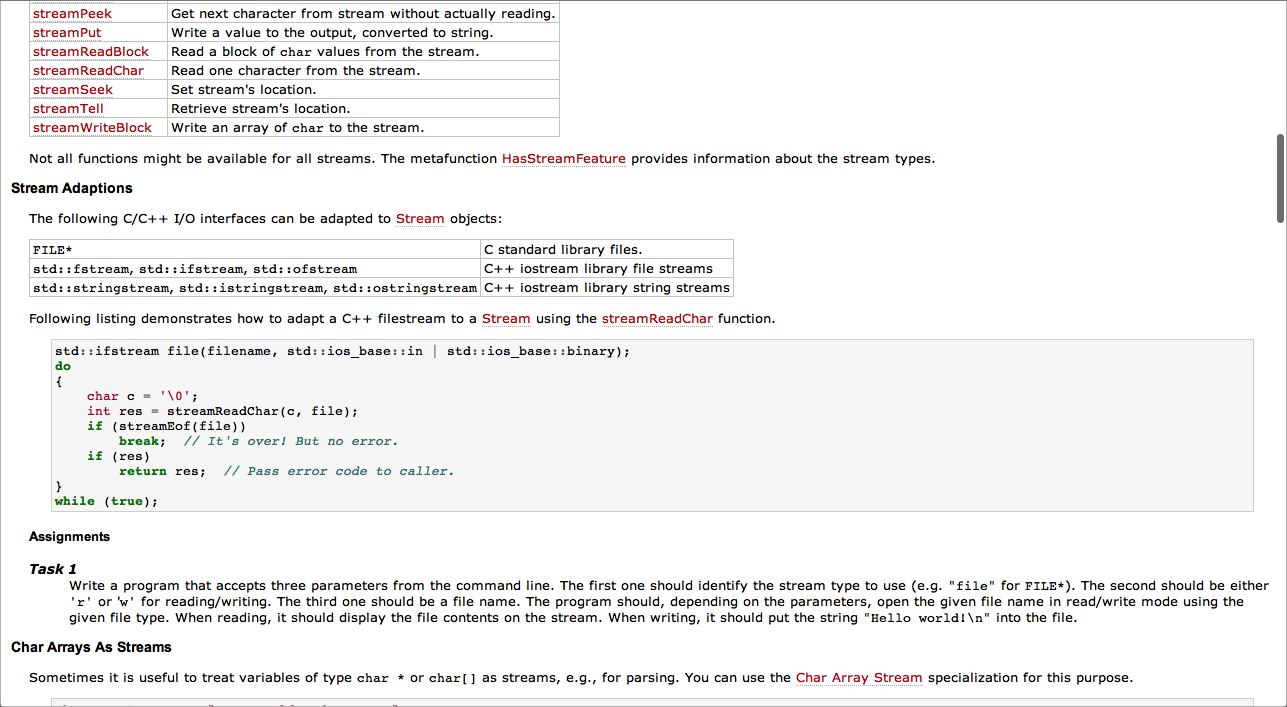 streamPeek Get next character from stream without actually reading.
streamPut Write a value to the output, converted to string.
streamReadBlock Read a block of char values from the stream.
streamReadChar Read one character from the stream.
streamSeek Set stream's location.
streamTell Retrieve stream's location.
streamWriteBlock Write an array of char to the stream.
Not all functions might be available for all streams. The metafunction HasStreamFeature provides information about the stream types.
Stream Adaptions
The following C/C++ I/O interfaces can be adapted to Stream objects:
FILE* C standard library files.
std::fstream, std::ifstream, std::ofstream C++ iostream library file streams
std::stringstream, std::istringstream, std::ostringstream C++ iostream library string streams
Following listing demonstrates how to adapt a C++ filestream to a Stream using the streamReadChar function.
std::ifstream file(filename, std::ios_base::in | std::ios_base::binary);
do
{
    char c = '\0';
    int res = streamReadChar(c, file);
    if (streamEof(file))
        break;  // It's over! But no error.
    if (res)
        return res;  // Pass error code to caller.
}
while (true);
Assignments
Task 1
Write a program that accepts three parameters from the command line. The first one should identify the stream type to use (e.g. "file" for FILE*). The second should be either
'r' or 'w' for reading/writing. The third one should be a file name. The program should, depending on the parameters, open the given file name in read/write mode using the
given file type. When reading, it should display the file contents on the stream. When writing, it should put the string "Hello world!\n" into the file.
Char Arrays As Streams
Sometimes it is useful to treat variables of type char * or char[] as streams, e.g., for parsing. You can use the Char Array Stream specialization for this purpose.